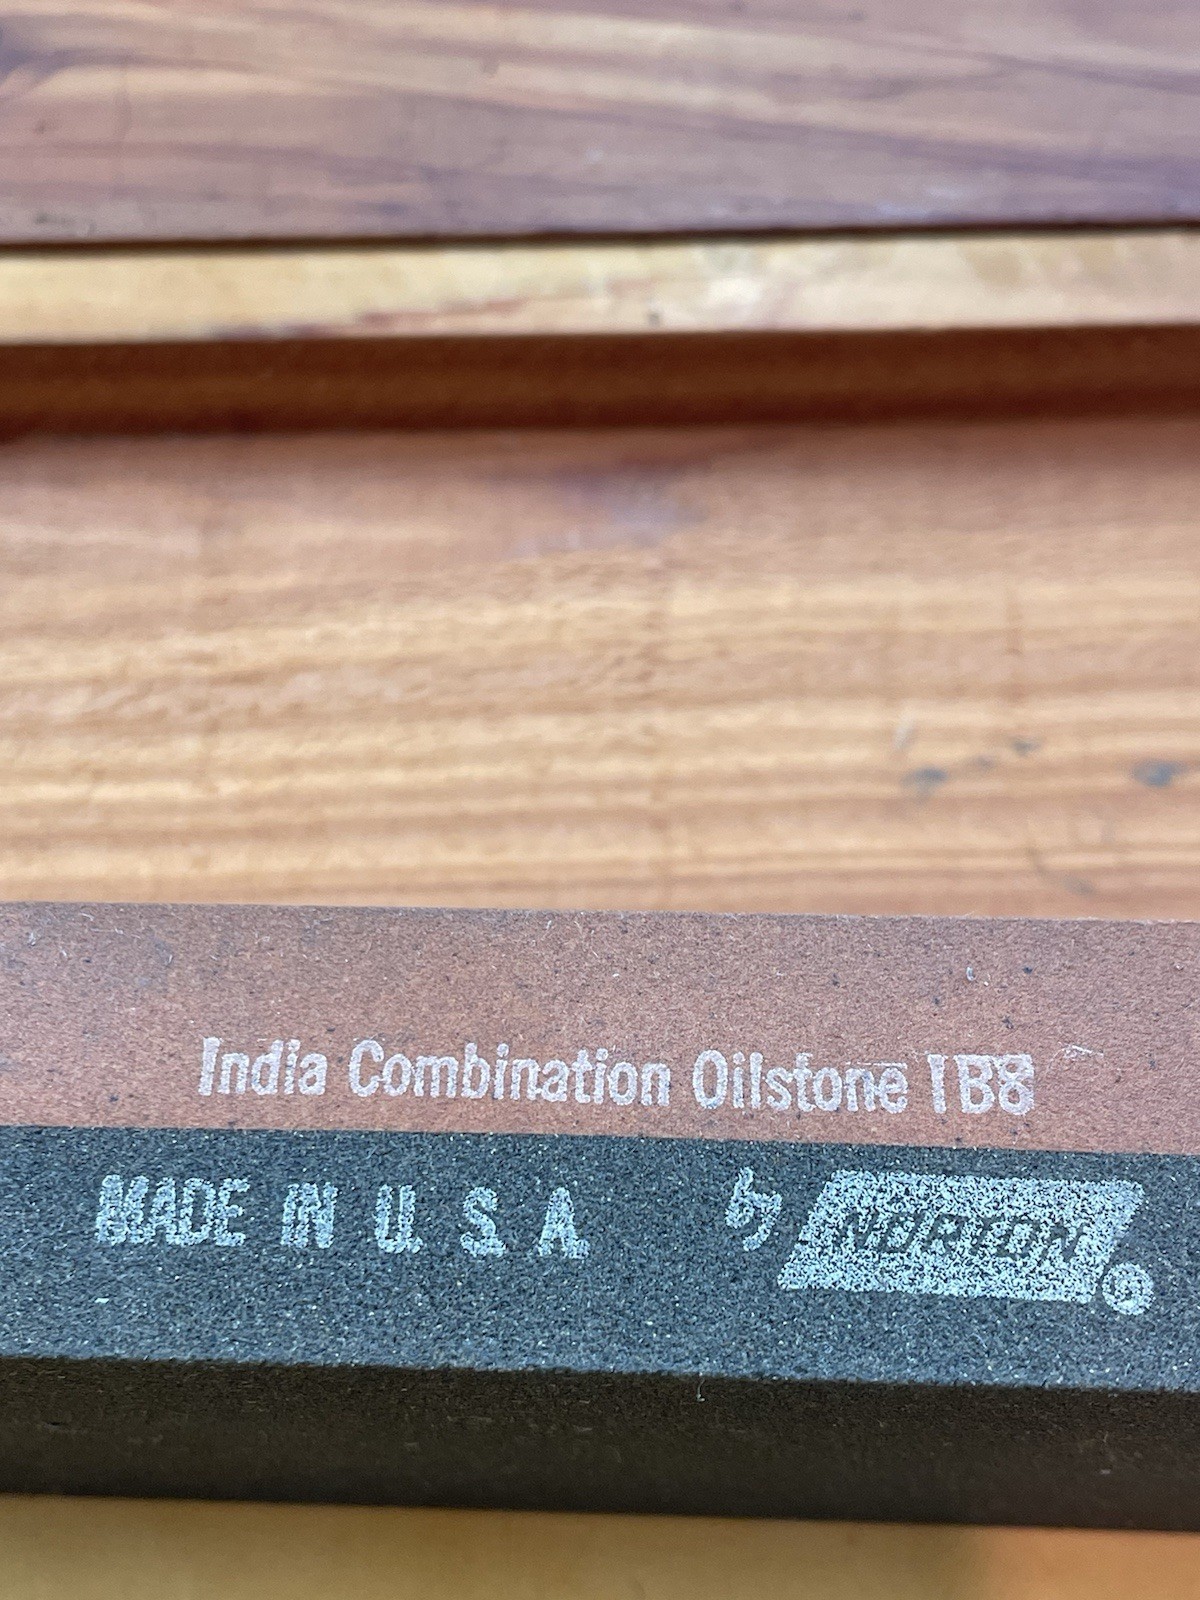 India Combination Oilstone IB8
MADE IN U.S.A. by NORTON ®